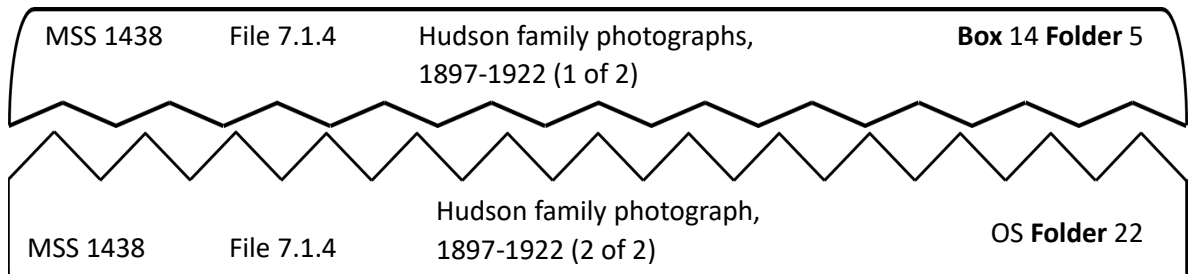 MSS 1438 File 7.1.4 Hudson family photographs, Box 14 Folder 5
1897-1922 (1 of 2)
Hudson family photograph,
MSS 1438 File 7.1.4 1897-1922 (2 of 2) OS Folder 22